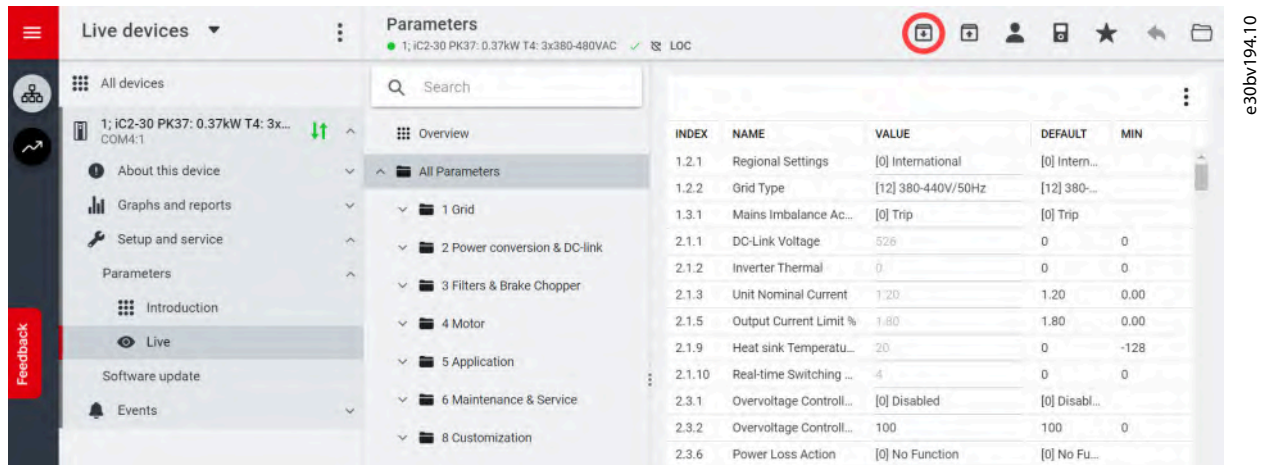 Live devices
Parameters
1; iC2-30 PK37: 0.37kW T4: 3x380-480VAC LOC
e30bv194.10
All devices
1; iC2-30 PK37: 0.37kW T4: 3x...
COM4:1
About this device
Graphs and reports
Setup and service
Parameters
Introduction
Live
Software update
Events
Feedback
Search
Overview
All Parameters
1 Grid
2 Power conversion & DC-link
3 Filters & Brake Chopper
4 Motor
5 Application
6 Maintenance & Service
8 Customization
INDEX NAME VALUE DEFAULT MIN
1.2.1 Regional Settings [0] International [0] Intern...
1.2.2 Grid Type [12] 380-440V/50Hz [12] 380-...
1.3.1 Mains Imbalance Ac... [0] Trip [0] Trip
2.1.1 DC-Link Voltage 526 0 0
2.1.2 Inverter Thermal 0 0 0
2.1.3 Unit Nominal Current 1.20 1.20 0.00
2.1.5 Output Current Limit % 1.80 1.80 0.00
2.1.9 Heat sink Temperatu... 20 0 -128
2.1.10 Real-time Switching ... 4 0 0
2.3.1 Overvoltage Controll... [0] Disabled [0] Disabl...
2.3.2 Overvoltage Controll... 100 100 0
2.3.6 Power Loss Action [0] No Function [0] No Fu...